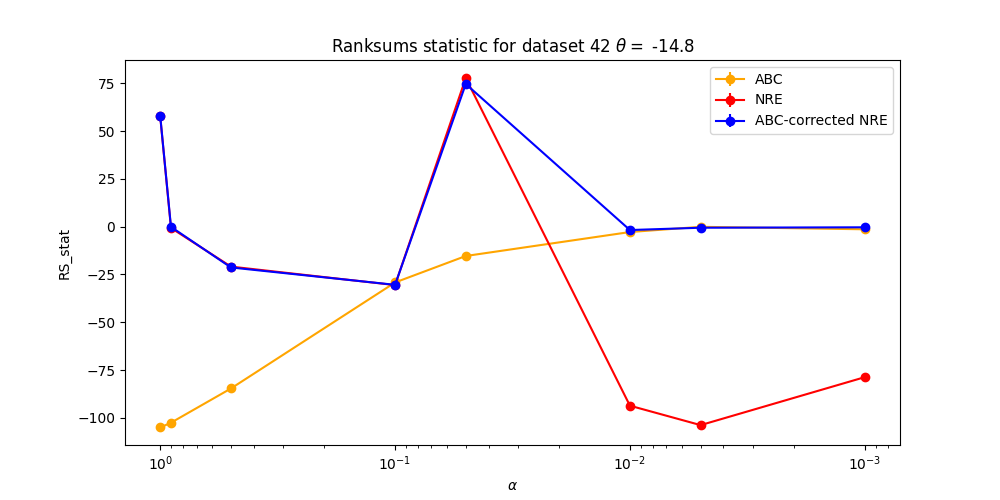 Ranksums statistic for dataset 42 θ = -14.8
ABC
NRE
ABC-corrected NRE
RS_stat
75
50
25
0
−25
−50
−75
−100
10⁰
10⁻¹
10⁻²
10⁻³
α